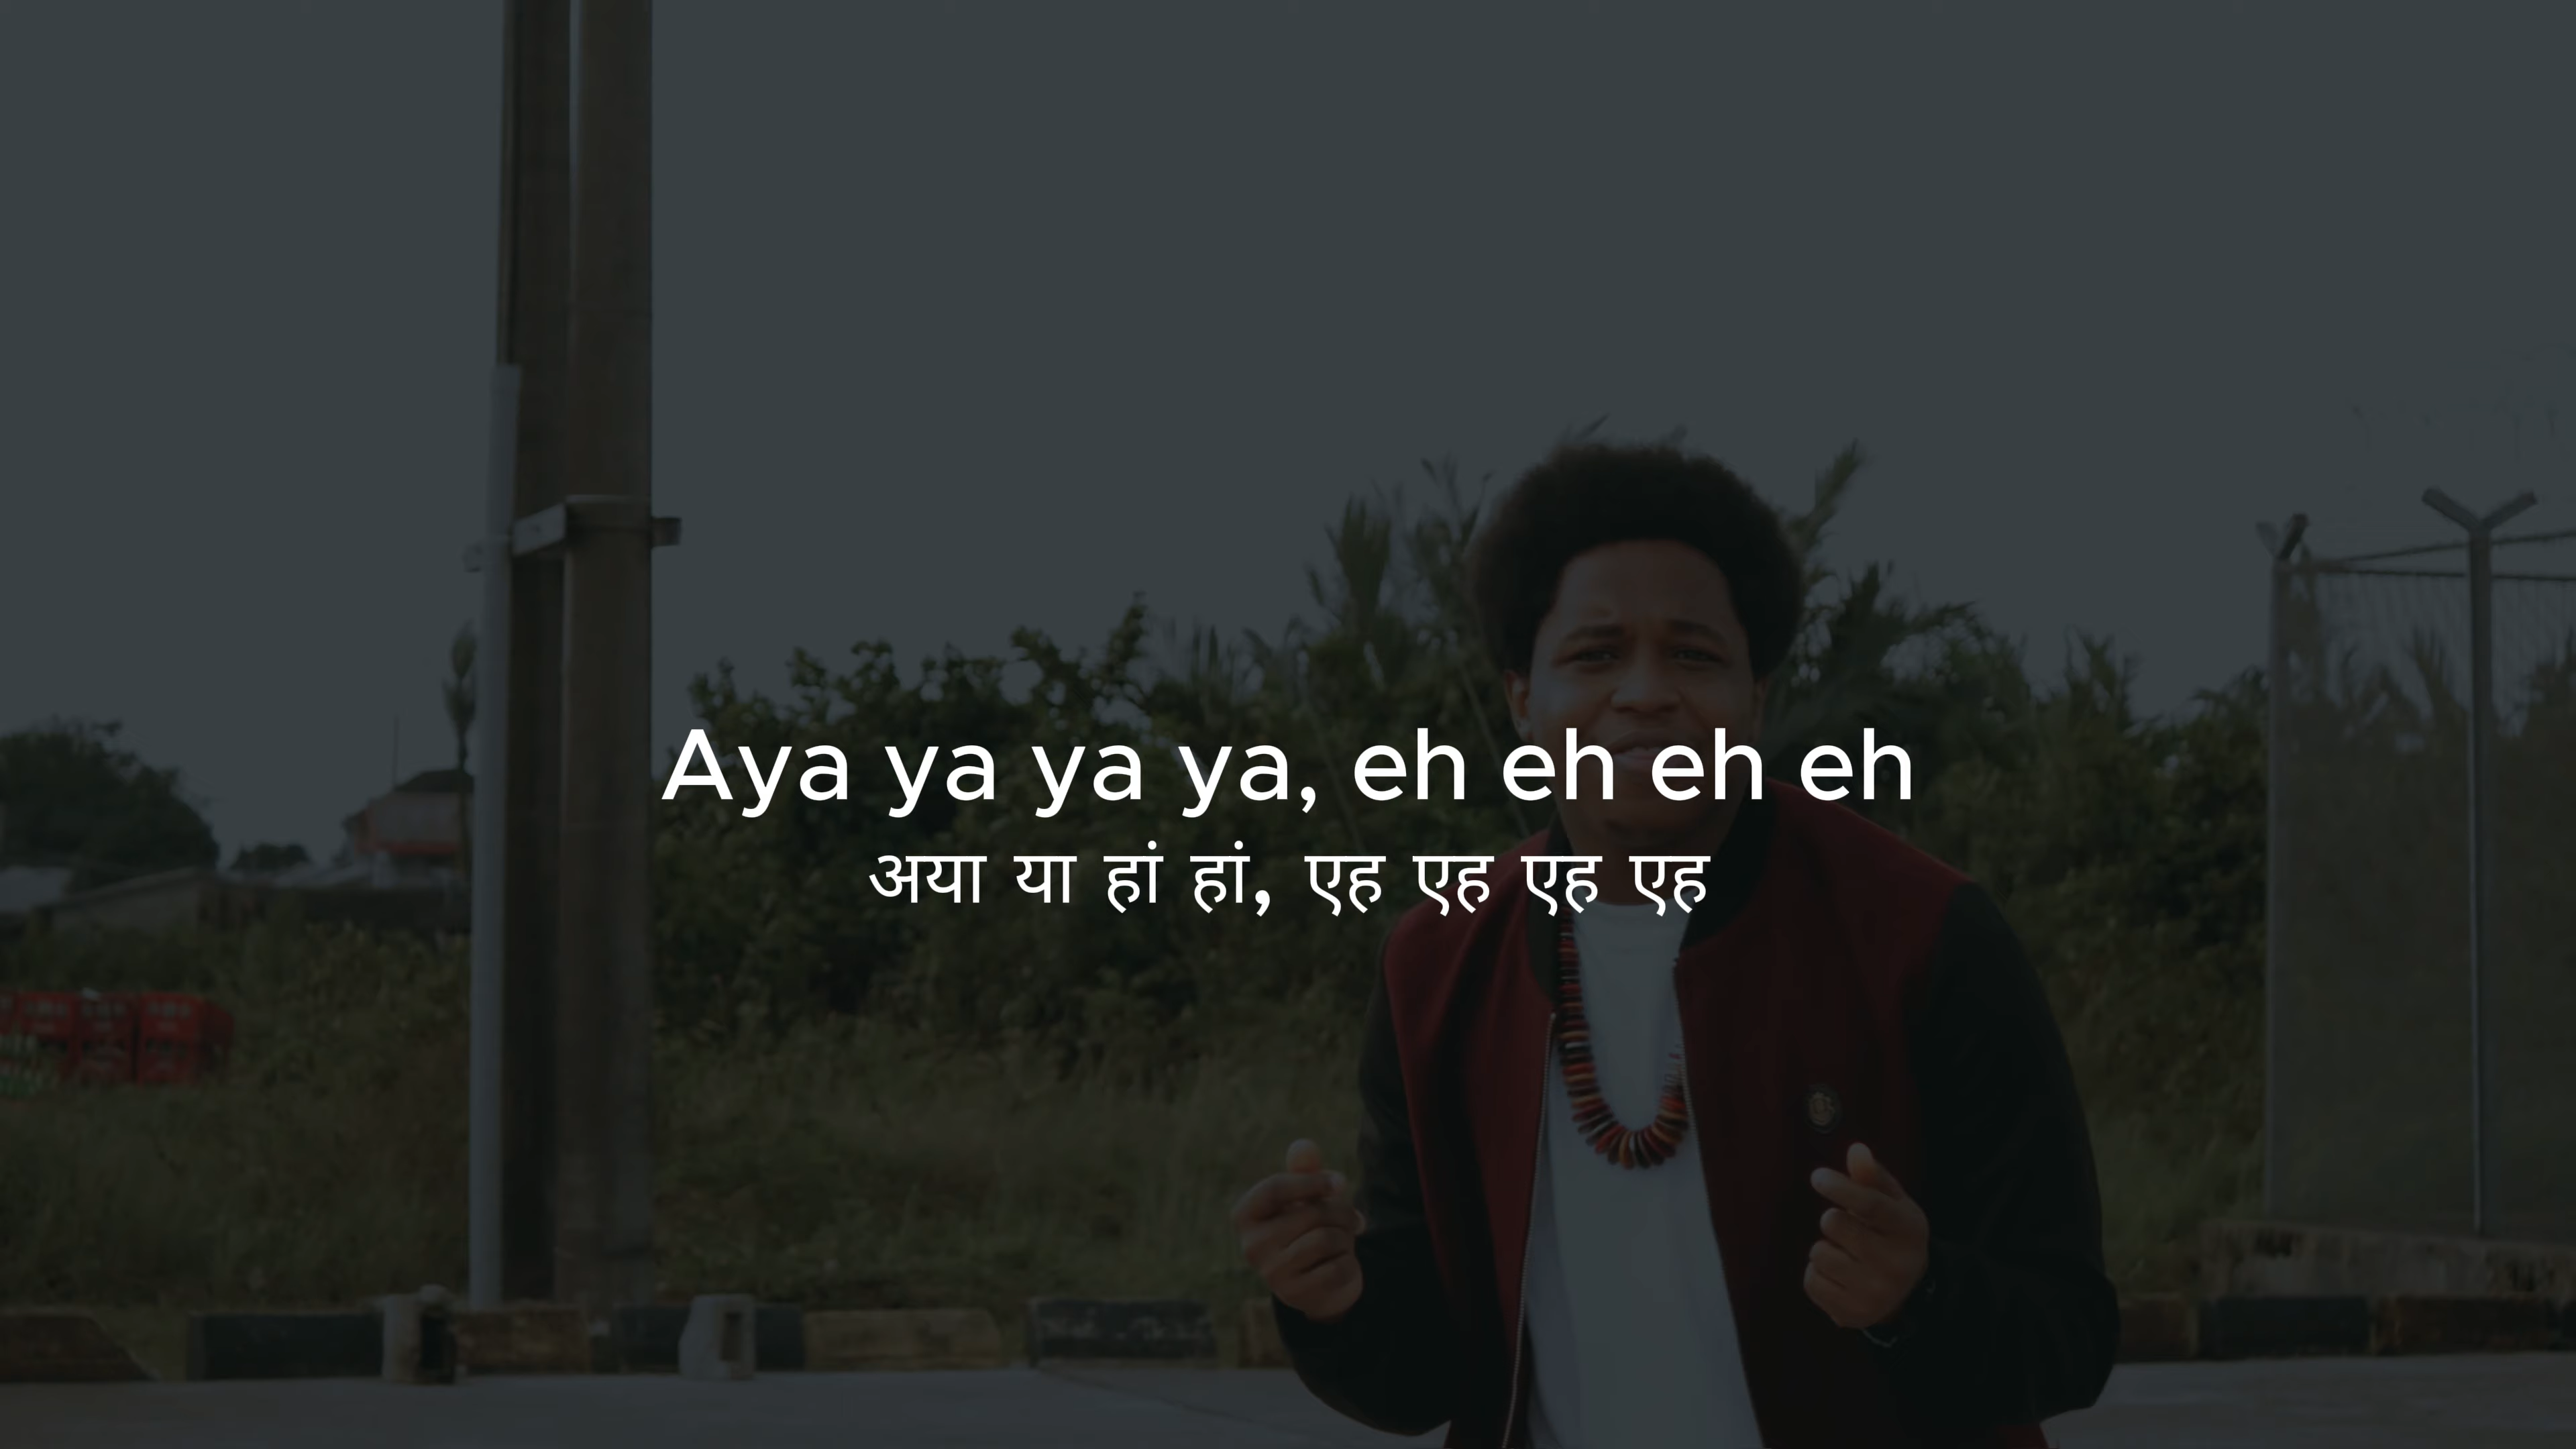 Aya ya ya ya, eh eh eh eh
अया या हां हां, एह एह एह एह